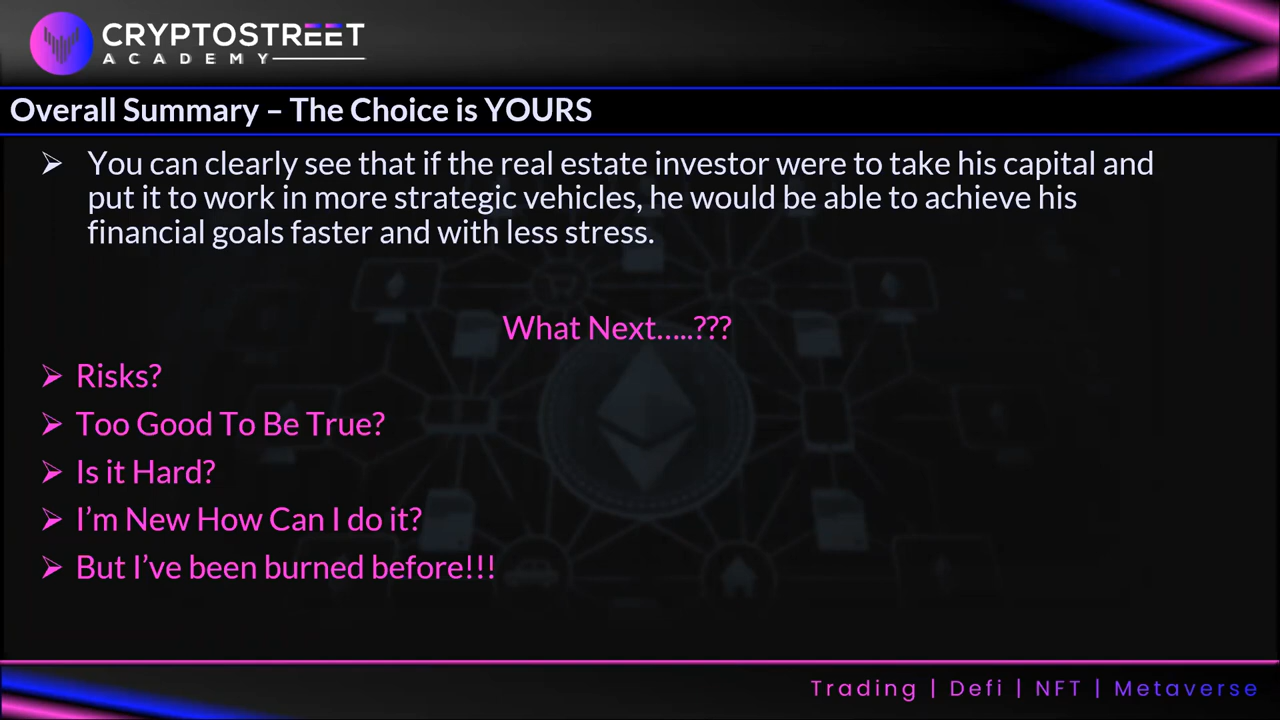 CRYPTOSTREET
ACADEMY
Overall Summary – The Choice is YOURS
➢ You can clearly see that if the real estate investor were to take his capital and
put it to work in more strategic vehicles, he would be able to achieve his
financial goals faster and with less stress.
What Next…..???
➢ Risks?
➢ Too Good To Be True?
➢ Is it Hard?
➢ I’m New How Can I do it?
➢ But I’ve been burned before!!!
Trading | Defi | NFT | Metaverse